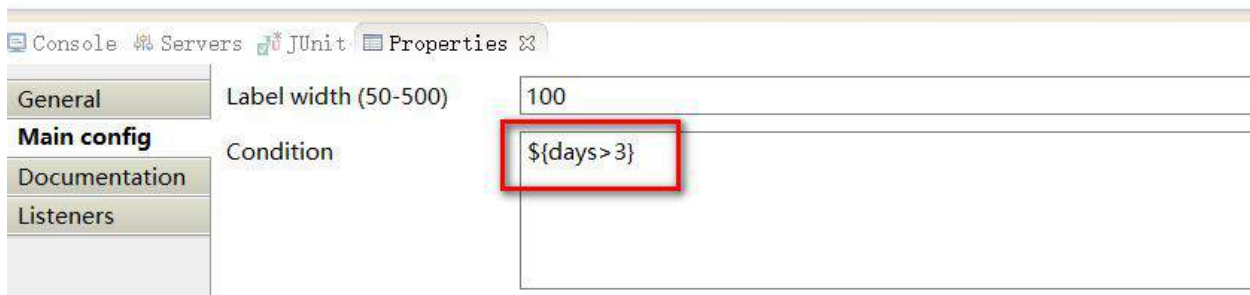 Console Servers JUnit Properties
General Label width (50-500) 100
Main config Condition ${days>3}
Documentation
Listeners